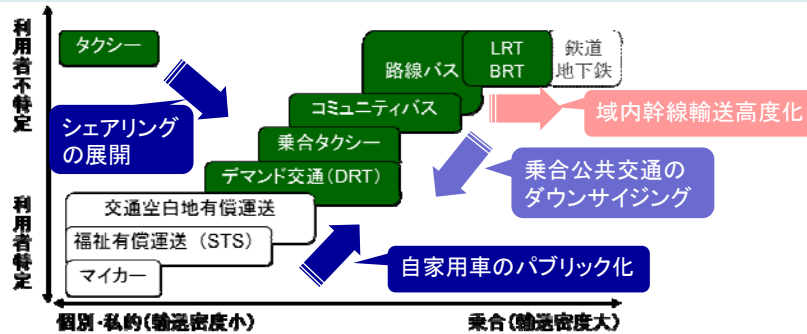 利用者不特定
タクシー
路線バス
LRT
BRT
鉄道
地下鉄
コミュニティバス
域内幹線輸送高度化
シェアリング
の展開
乗合タクシー
デマンド交通(DRT)
乗合公共交通の
ダウンサイジング
利用者特定
交通空白地有償運送
福祉有償運送（STS）
マイカー
自家用車のパブリック化
個別・私的(輸送密度小)
乗合(輸送密度大)